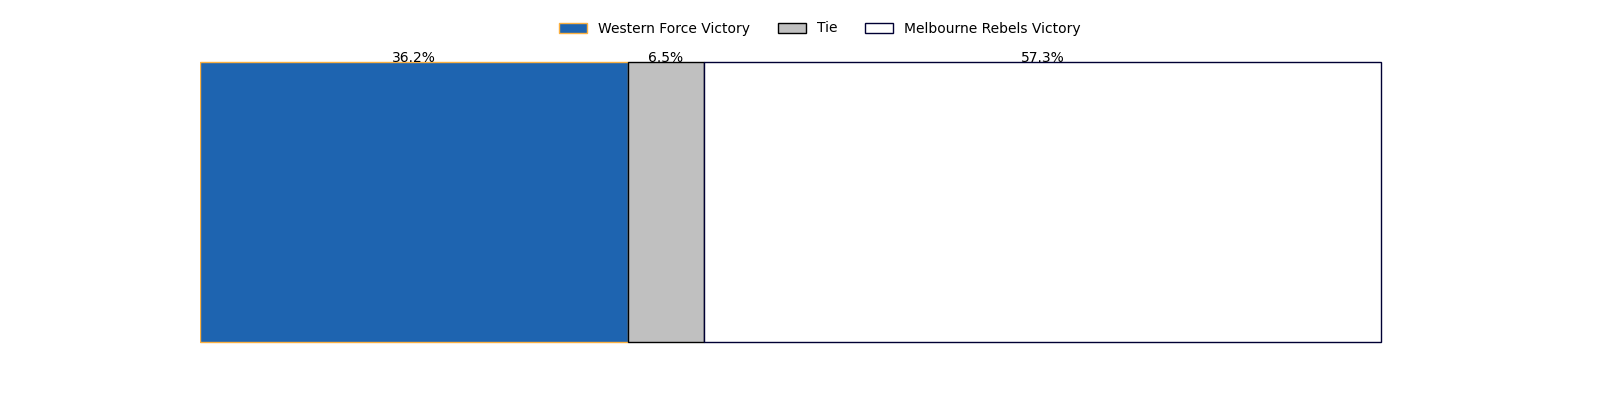 Western Force Victory Tie Melbourne Rebels Victory
36.2% 6.5% 57.3%